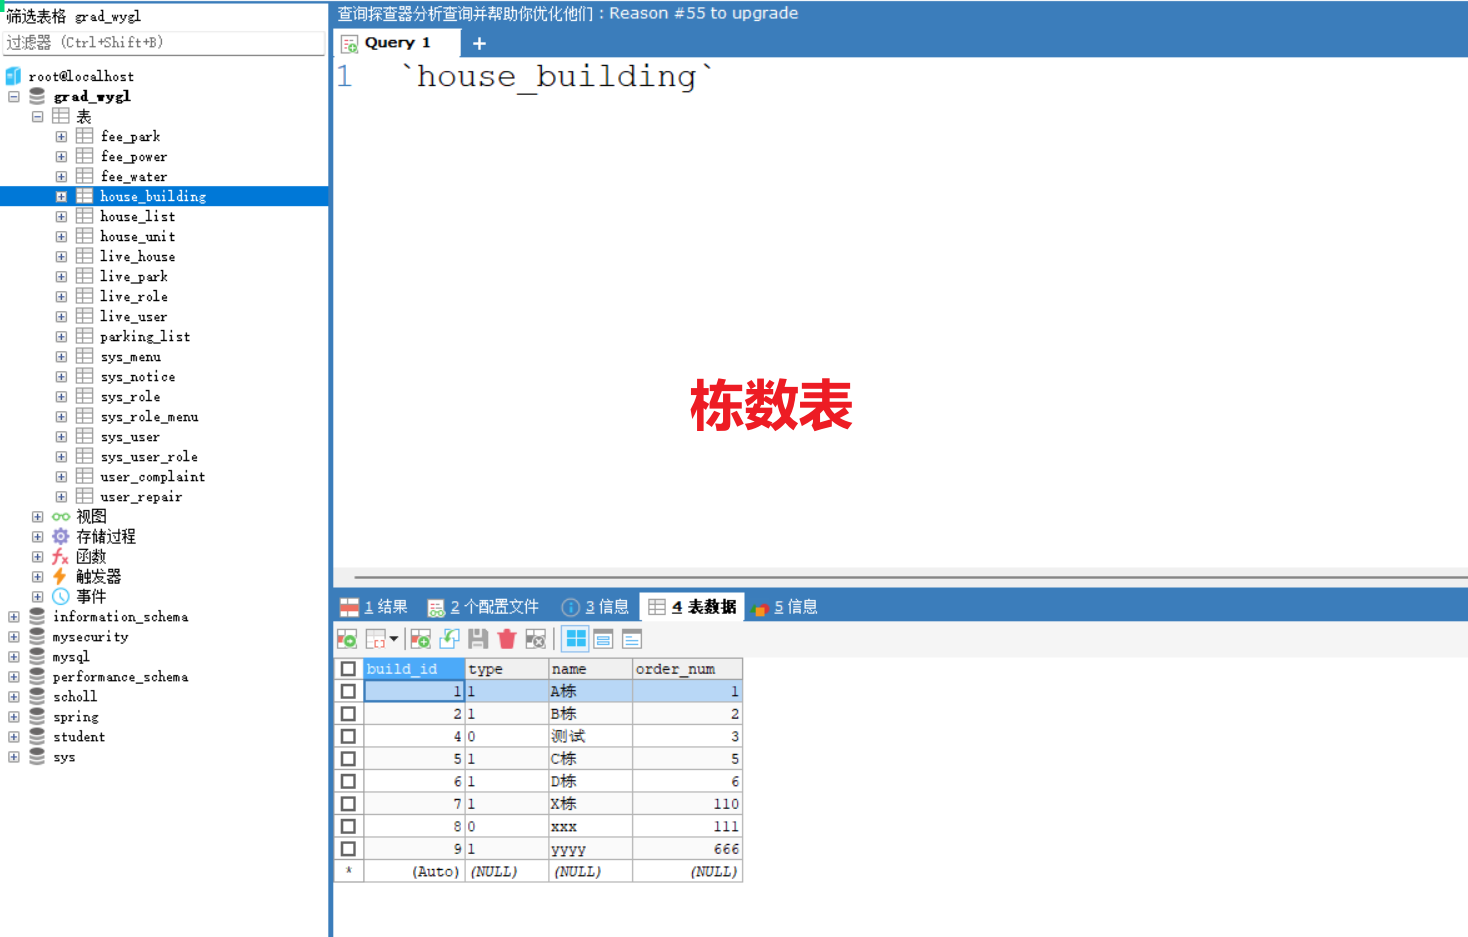 筛选表格 grad_wygl
过滤器 (Ctrl+Shift+B)
root@localhost
grad_wygl
表
fee_park
fee_power
fee_water
house_building
house_list
house_unit
live_house
live_park
live_role
live_user
parking_list
sys_menu
sys_notice
sys_role
sys_role_menu
sys_user
sys_user_role
user_complaint
user_repair
视图
存储过程
fx 函数
触发器
事件
information_schema
mysecurity
mysql
performance_schema
scholl
spring
student
sys
查询探查器分析查询并帮助你优化他们 : Reason #55 to upgrade
Query 1 +
1 `house_building`
栋数表
1 结果 2 个配置文件 3 信息 4 表数据 5 信息
build_id type name order_num
1 1 A栋 1
2 1 B栋 2
4 0 测试 3
5 1 C栋 5
6 1 D栋 6
7 1 X栋 110
8 0 xxx 111
9 1 yyyy 666
* (Auto) (NULL) (NULL) (NULL)